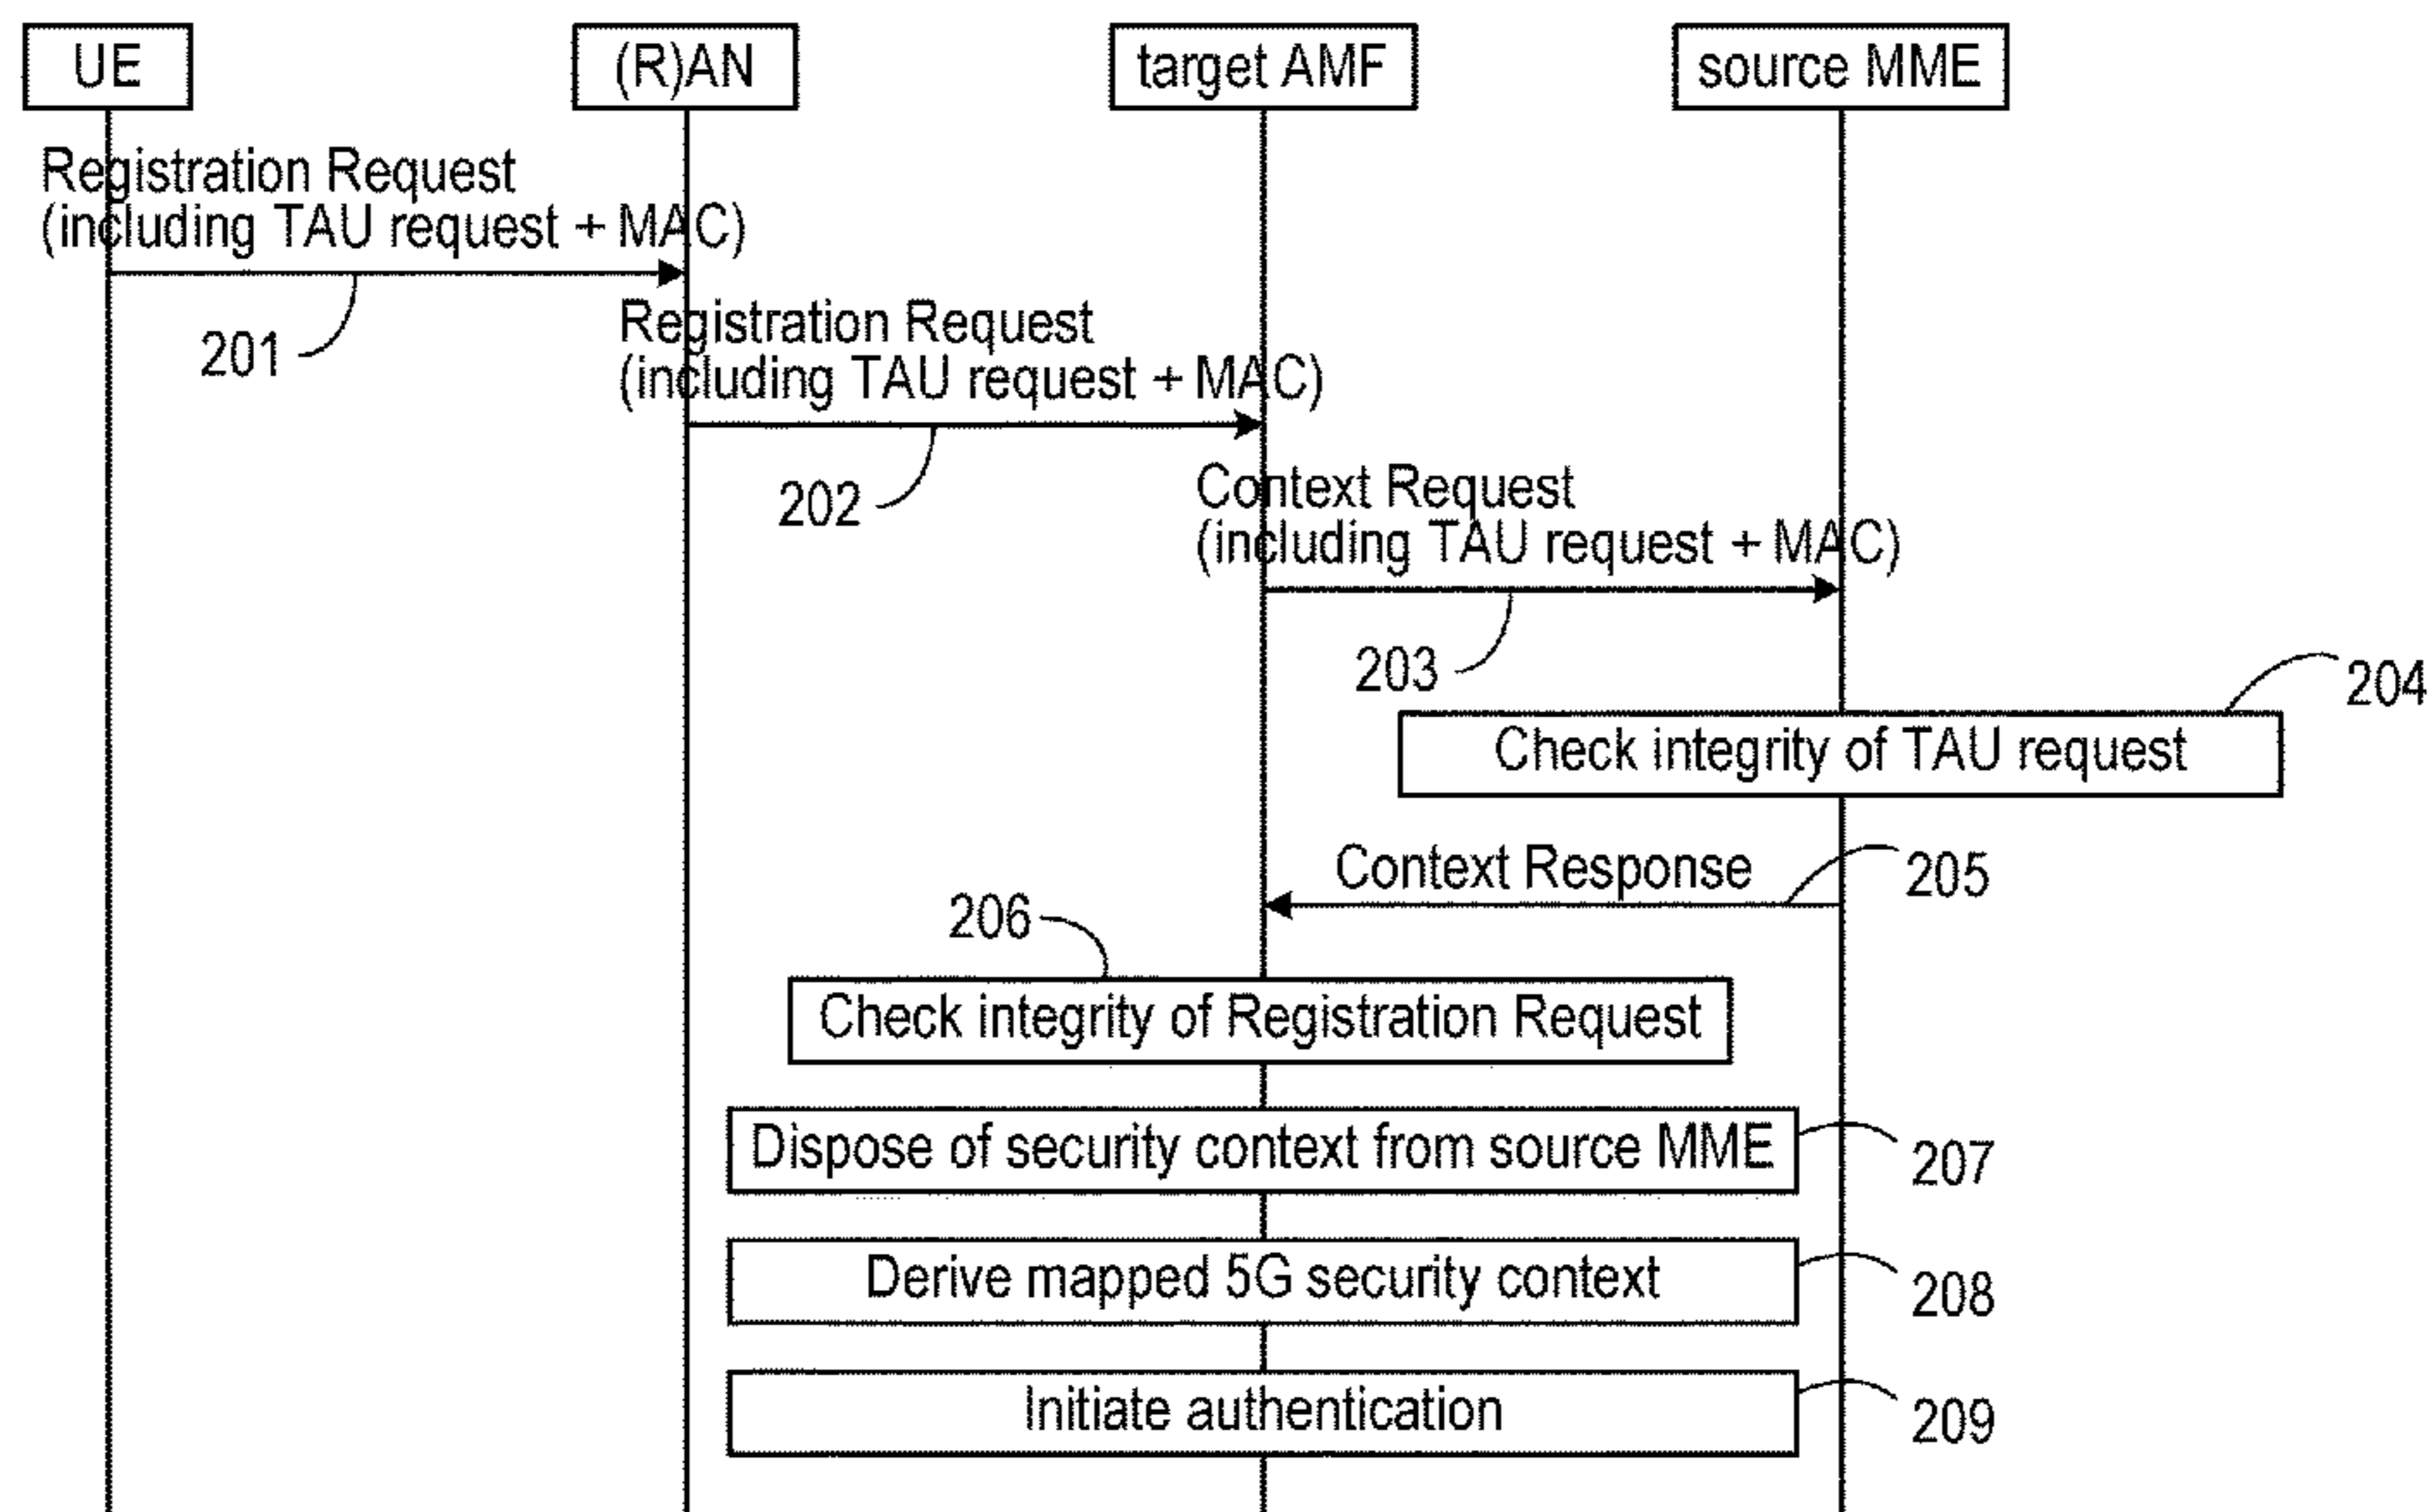 UE
(R)AN
target AMF
source MME
Registration Request
(including TAU request + MAC)
201
Registration Request
(including TAU request + MAC)
202
Context Request
(including TAU request + MAC)
203
204
Check integrity of TAU request
Context Response
205
206
Check integrity of Registration Request
Dispose of security context from source MME
207
Derive mapped 5G security context
208
Initiate authentication
209